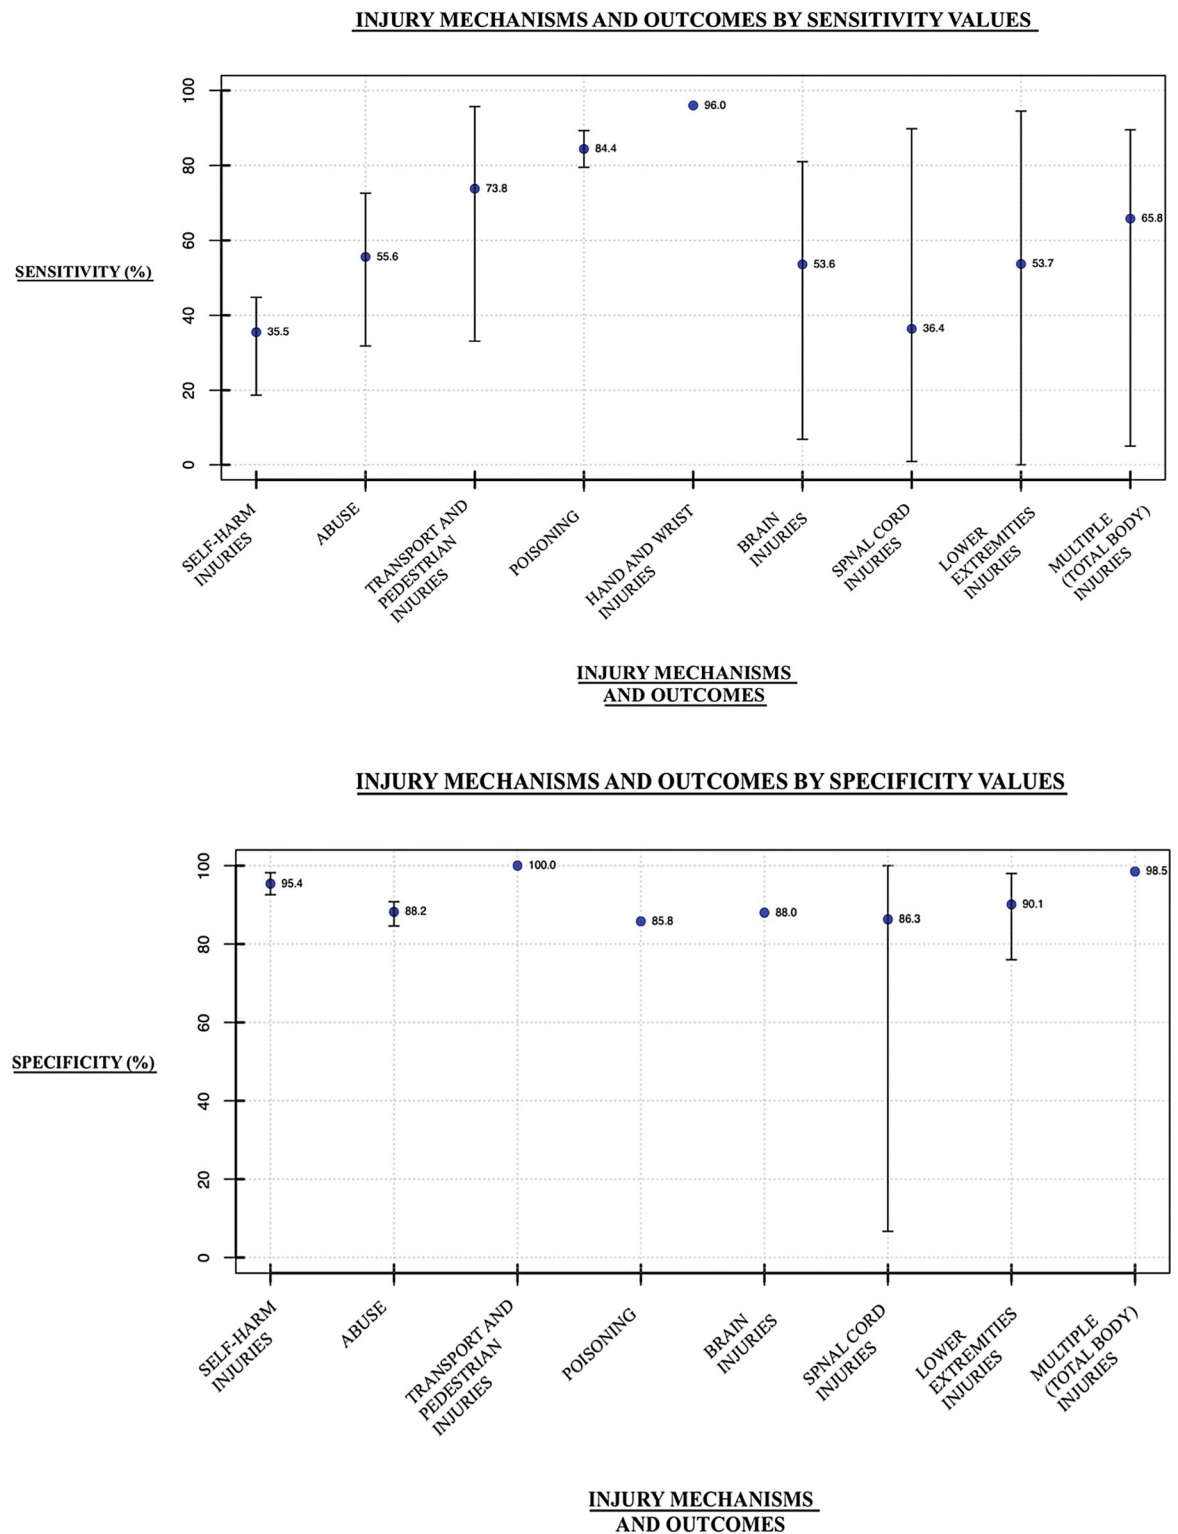 INJURY MECHANISMS AND OUTCOMES BY SENSITIVITY VALUES
100
80
60
40
20
0
SENSITIVITY (%)
35.5
55.6
73.8
84.4
96.0
53.6
36.4
53.7
65.8
SELF-HARM
INJURIES
ABUSE
TRANSPORT AND
PEDESTRIAN
INJURIES
POISONING
HAND AND WRIST
INJURIES
BRAIN
INJURIES
SPNAL CORD
INJURIES
LOWER
EXTREMITIES
INJURIES
MULTIPLE
(TOTAL BODY)
INJURIES
INJURY MECHANISMS
AND OUTCOMES
INJURY MECHANISMS AND OUTCOMES BY SPECIFICITY VALUES
100
80
60
40
20
0
SPECIFICITY (%)
95.4
88.2
100.0
85.8
88.0
86.3
90.1
98.5
SELF-HARM
INJURIES
ABUSE
TRANSPORT AND
PEDESTRIAN
INJURIES
POISONING
BRAIN
INJURIES
SPNAL CORD
INJURIES
LOWER
EXTREMITIES
INJURIES
MULTIPLE
(TOTAL BODY)
INJURIES
INJURY MECHANISMS
AND OUTCOMES